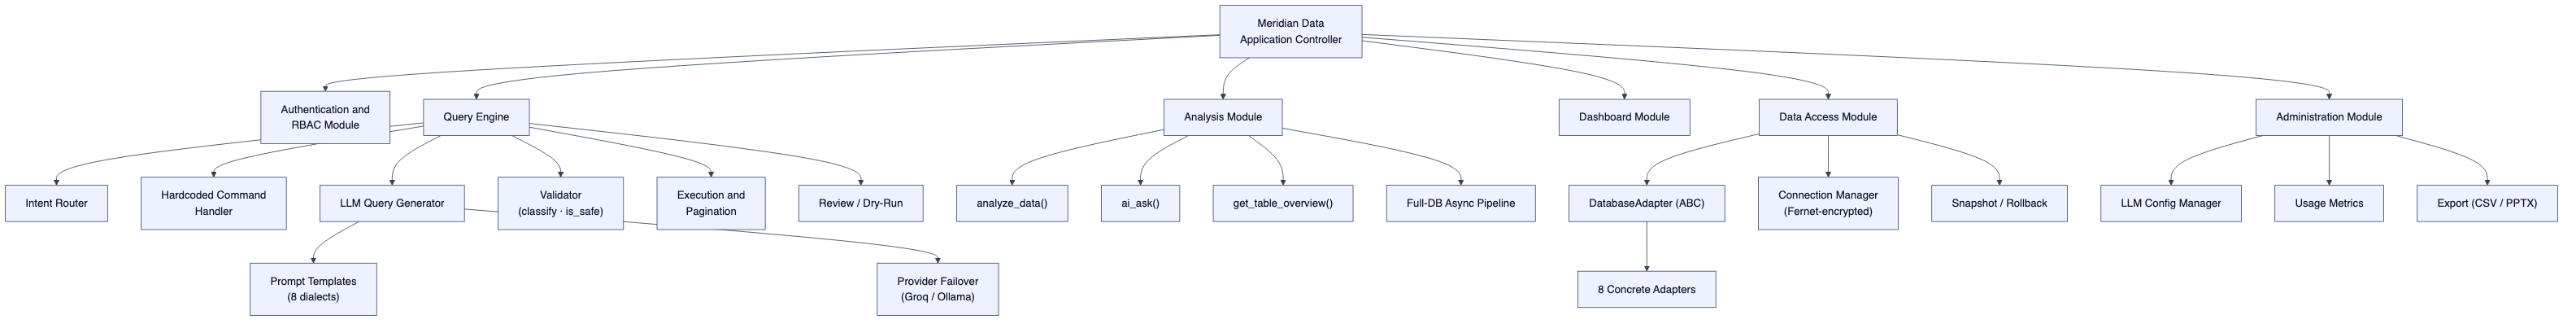 Meridian Data
Application Controller
Authentication and
RBAC Module
Query Engine
Analysis Module
Dashboard Module
Data Access Module
Administration Module
Intent Router
Hardcoded Command
Handler
LLM Query Generator
Validator
(classify · is_safe)
Execution and
Pagination
Review / Dry-Run
analyze_data()
ai_ask()
get_table_overview()
Full-DB Async Pipeline
DatabaseAdapter (ABC)
Connection Manager
(Fernet-encrypted)
Snapshot / Rollback
LLM Config Manager
Usage Metrics
Export (CSV / PPTX)
Prompt Templates
(8 dialects)
Provider Failover
(Groq / Ollama)
8 Concrete Adapters